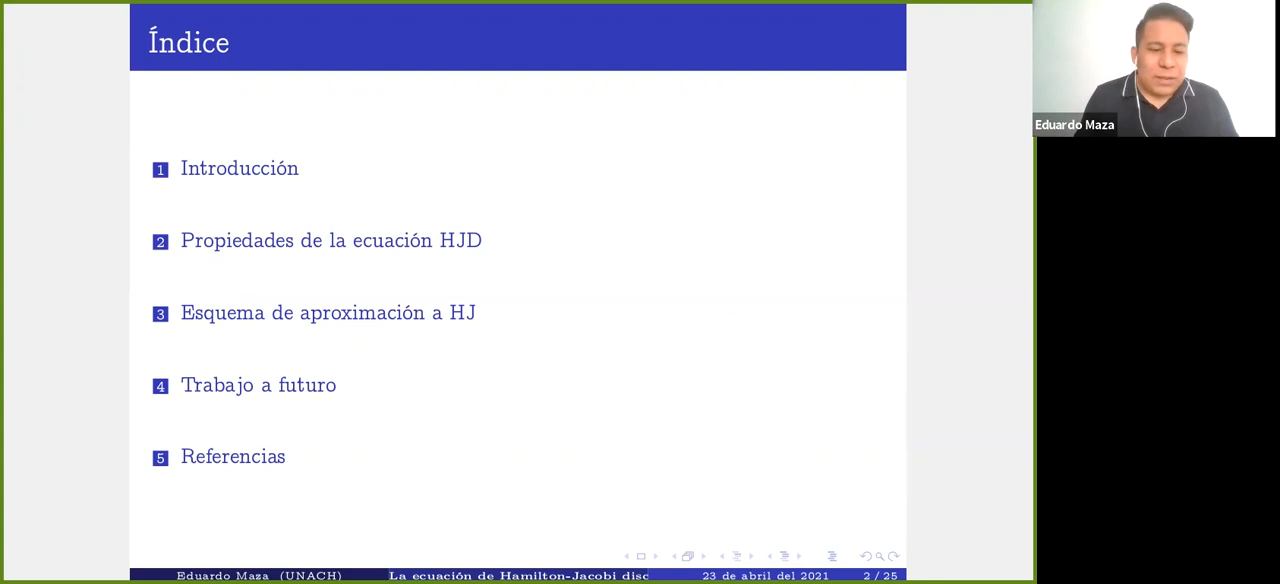 Índice
1 Introducción
2 Propiedades de la ecuación HJD
3 Esquema de aproximación a HJ
4 Trabajo a futuro
5 Referencias
Eduardo Maza (UNACH) La ecuación de Hamilton-Jacobi disc 23 de abril del 2021 2 / 25
Eduardo Maza